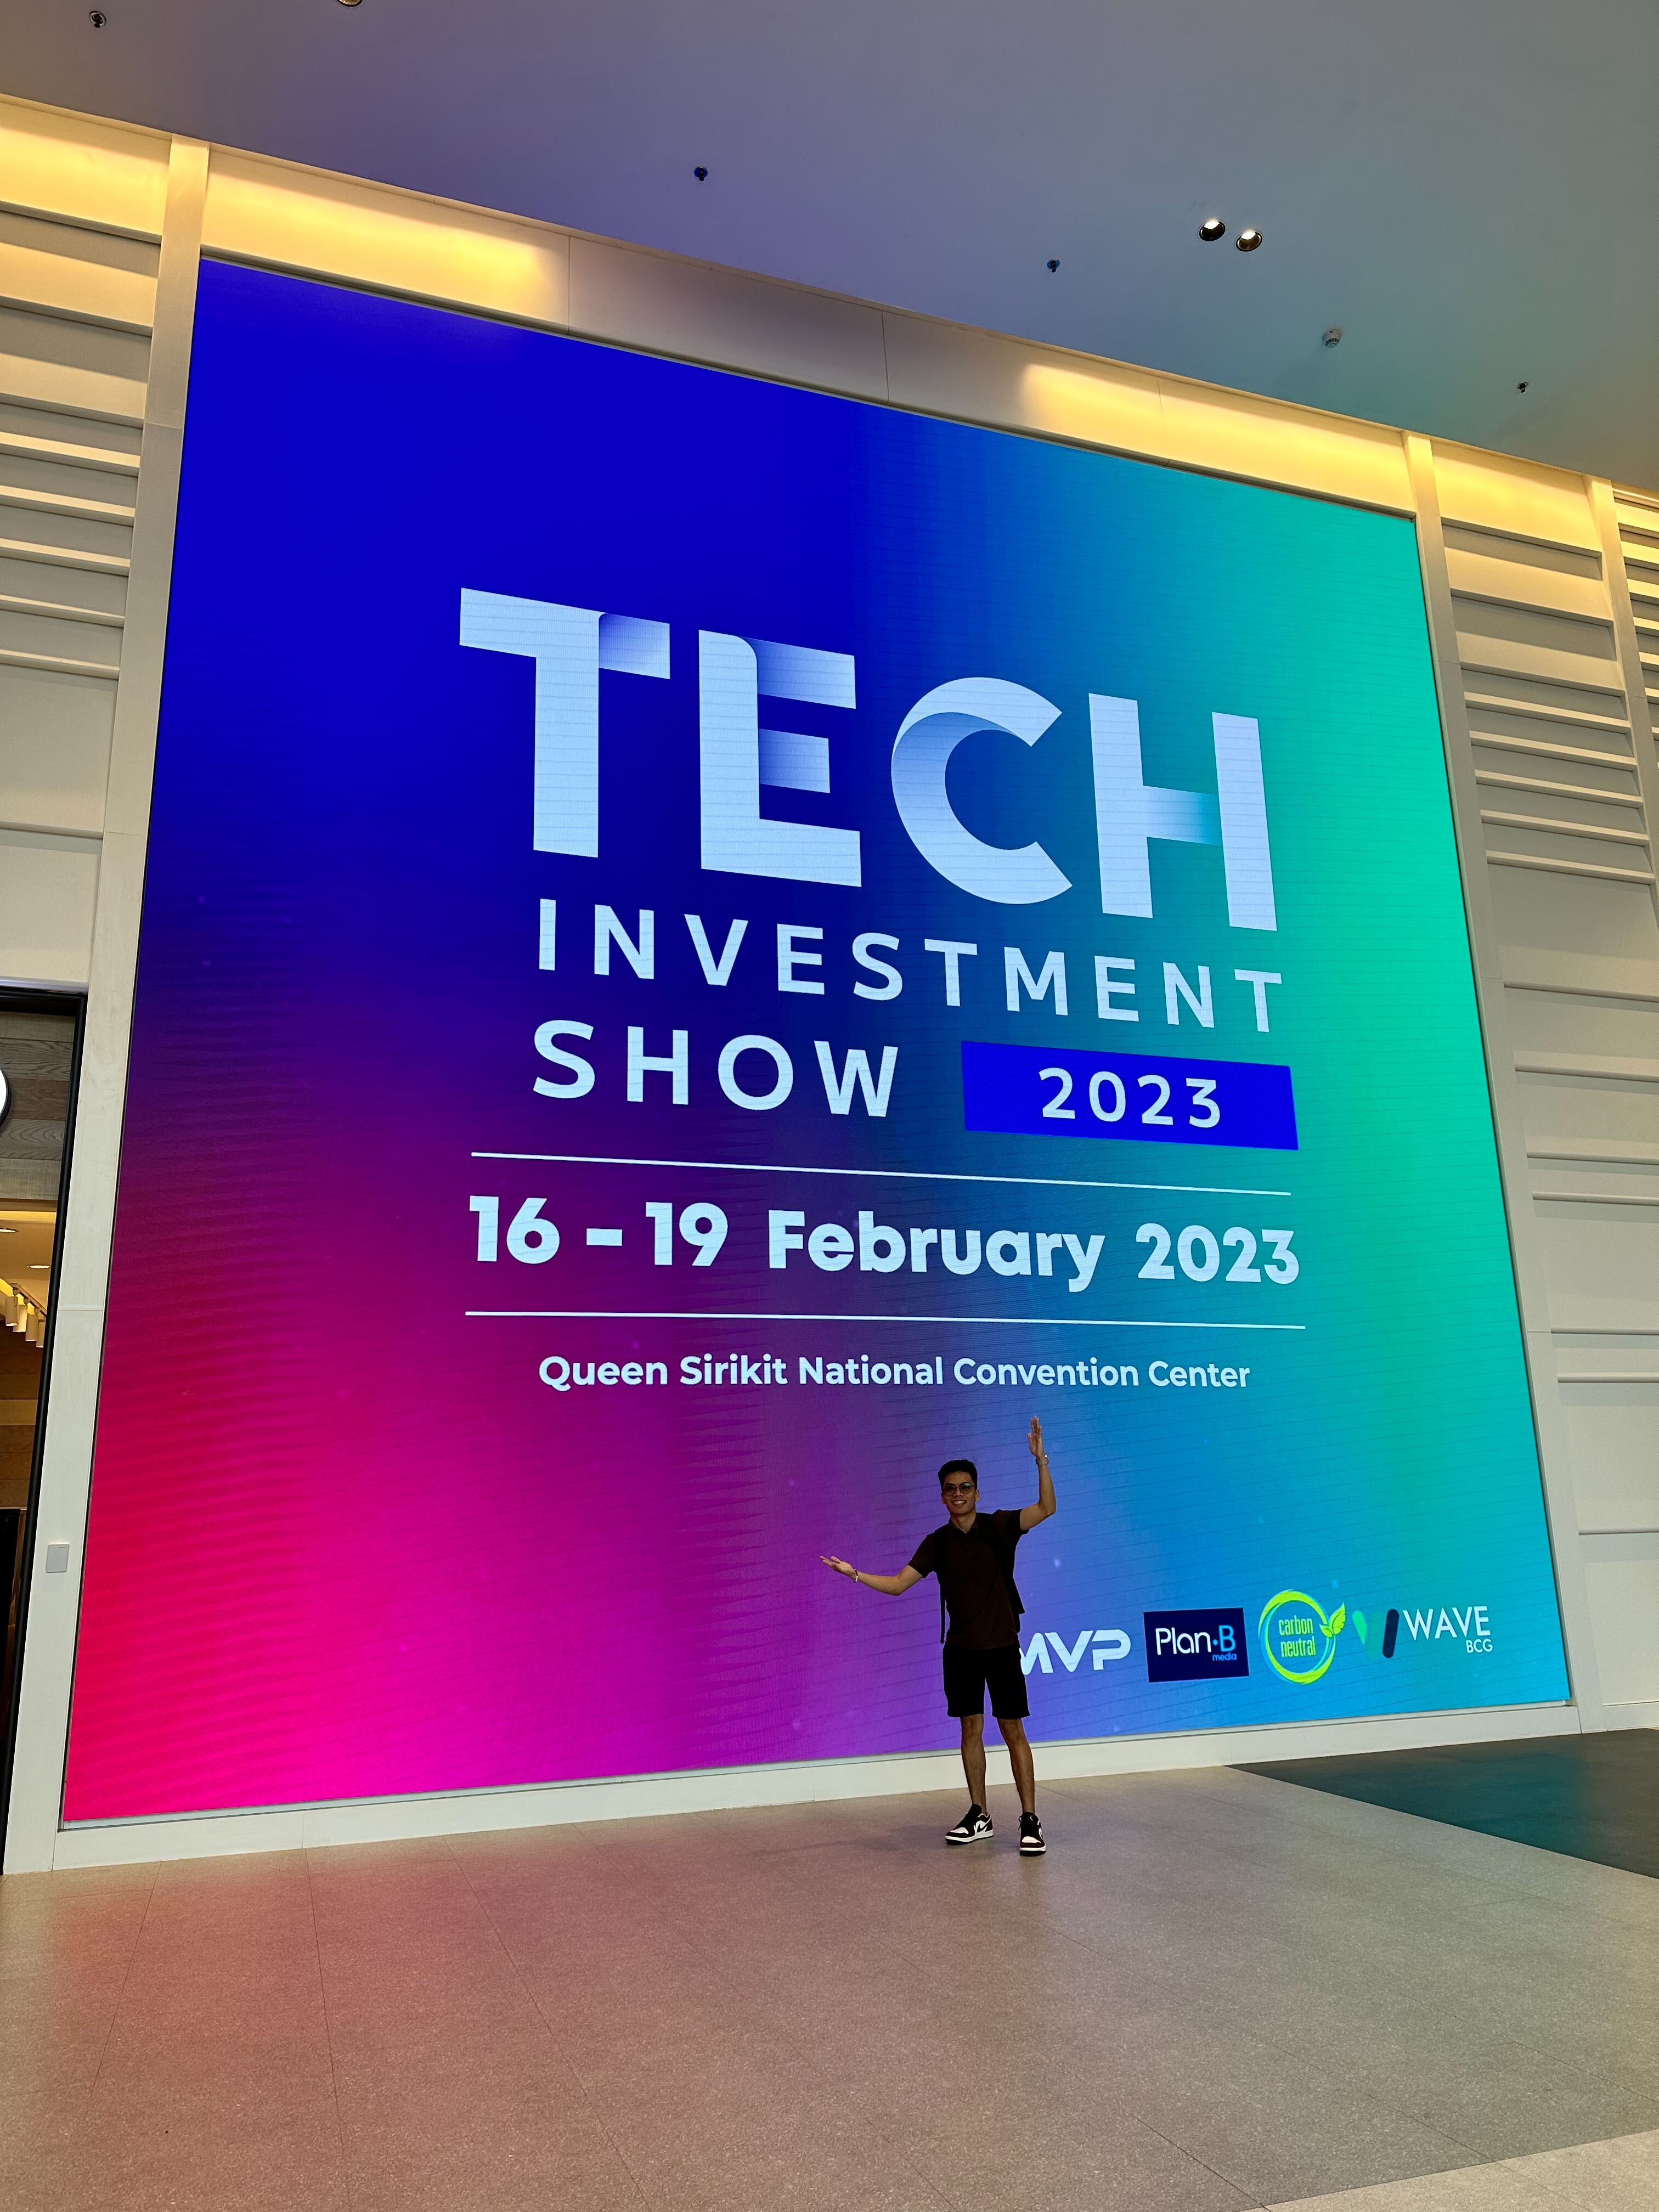 TECH
INVESTMENT
SHOW 2023
16 - 19 February 2023
Queen Sirikit National Convention Center
MVP
Plan·B
media
carbon
neutral
WAVE
BCG